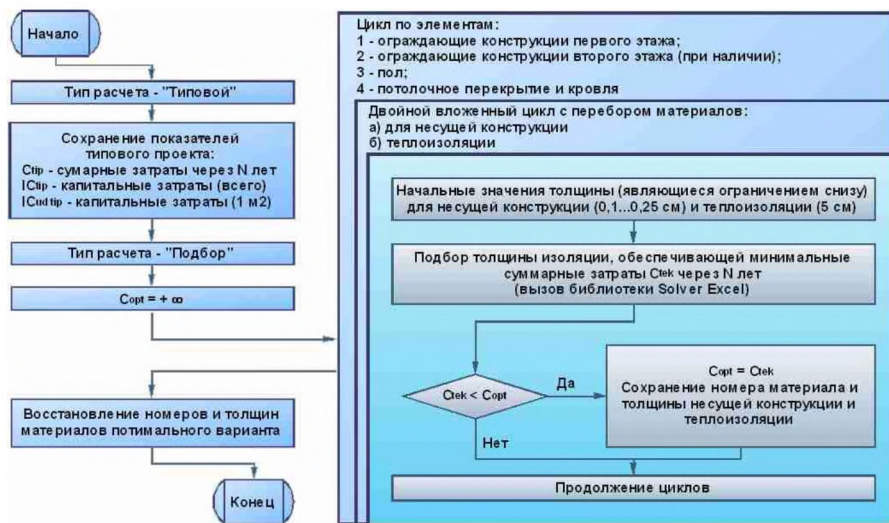 Начало
Тип расчета - "Типовой"
Сохранение показателей
типового проекта:
Ctip - сумарные затраты через N лет
ICtip - капитальные затраты (всего)
ICud tip - капитальные затраты (1 м2)
Тип расчета - "Подбор"
Copt = + ∞
Восстановление номеров и толщин
материалов потимального варианта
Конец
Цикл по элементам:
1 - ограждающие конструкции первого этажа;
2 - ограждающие конструкции второго этажа (при наличии);
3 - пол;
4 - потолочное перекрытие и кровля
Двойной вложенный цикл с перебором материалов:
а) для несущей конструкции
б) теплоизоляции
Начальные значения толщины (являющиеся ограничением снизу)
для несущей конструкции (0,1...0,25 см) и теплоизоляции (5 см)
Подбор толщины изоляции, обеспечивающей минимальные
суммарные затраты Ctek через N лет
(вызов библиотеки Solver Excel)
Ctek < Copt
Да
Нет
Copt = Ctek
Сохранение номера материала и
толщины несущей конструкции и
теплоизоляции
Продолжение циклов